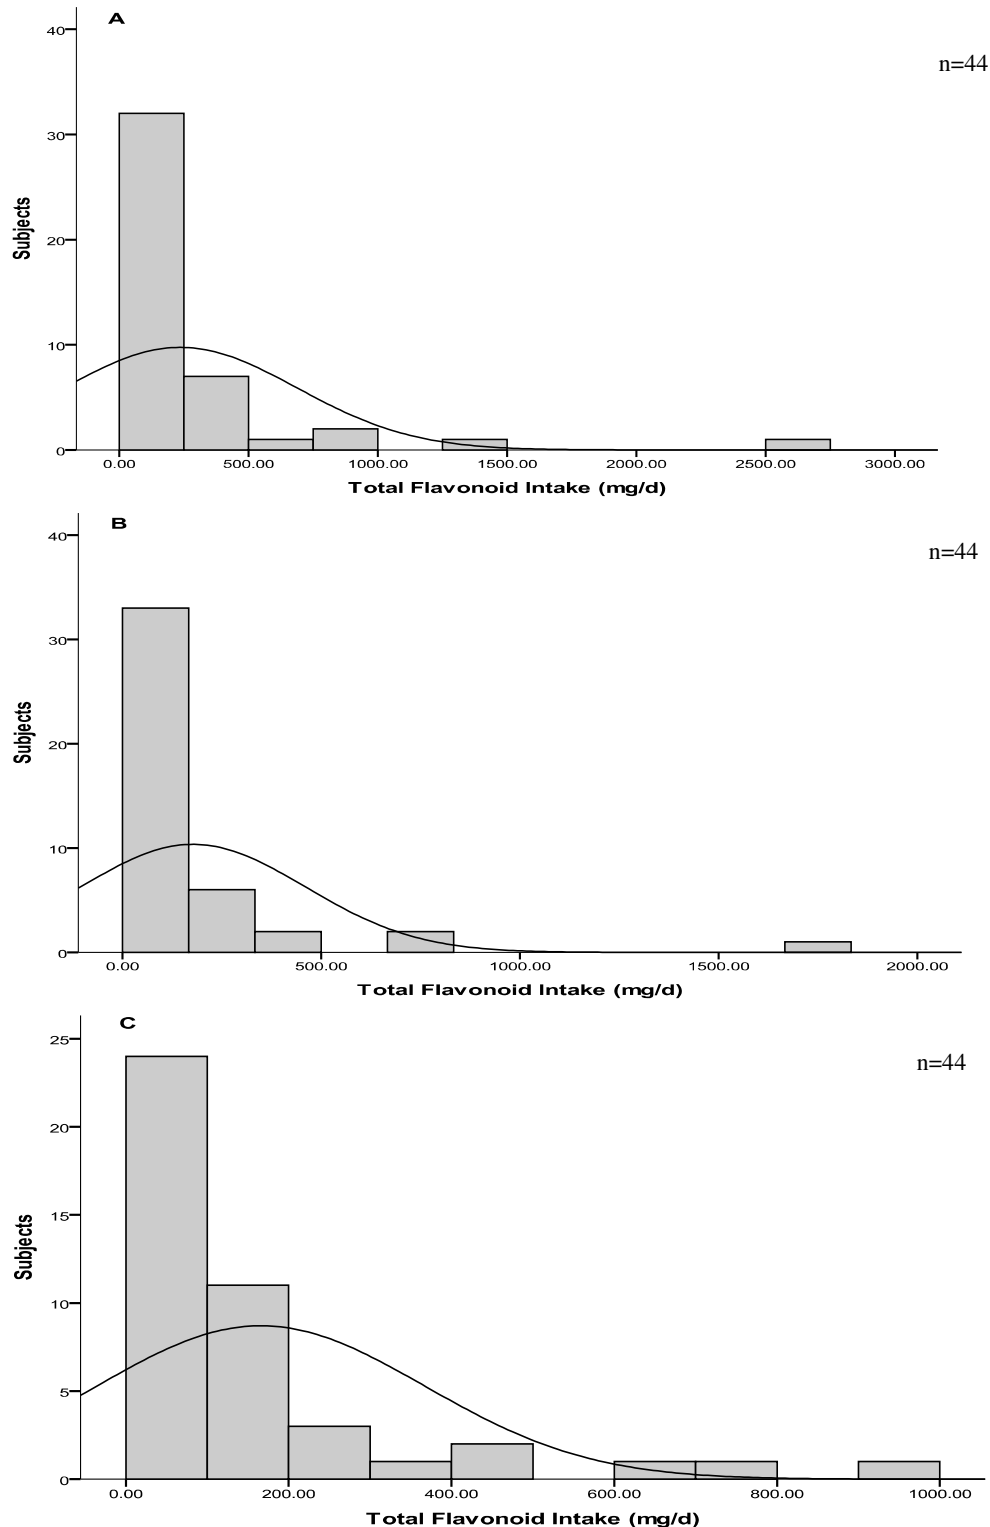 A
n=44
40
30
20
10
0
Subjects
0.00 500.00 1000.00 1500.00 2000.00 2500.00 3000.00
Total Flavonoid Intake (mg/d)
B
n=44
40
30
20
10
0
Subjects
0.00 500.00 1000.00 1500.00 2000.00
Total Flavonoid Intake (mg/d)
C
n=44
25
20
15
10
5
0
Subjects
0.00 200.00 400.00 600.00 800.00 1000.00
Total Flavonoid Intake (mg/d)